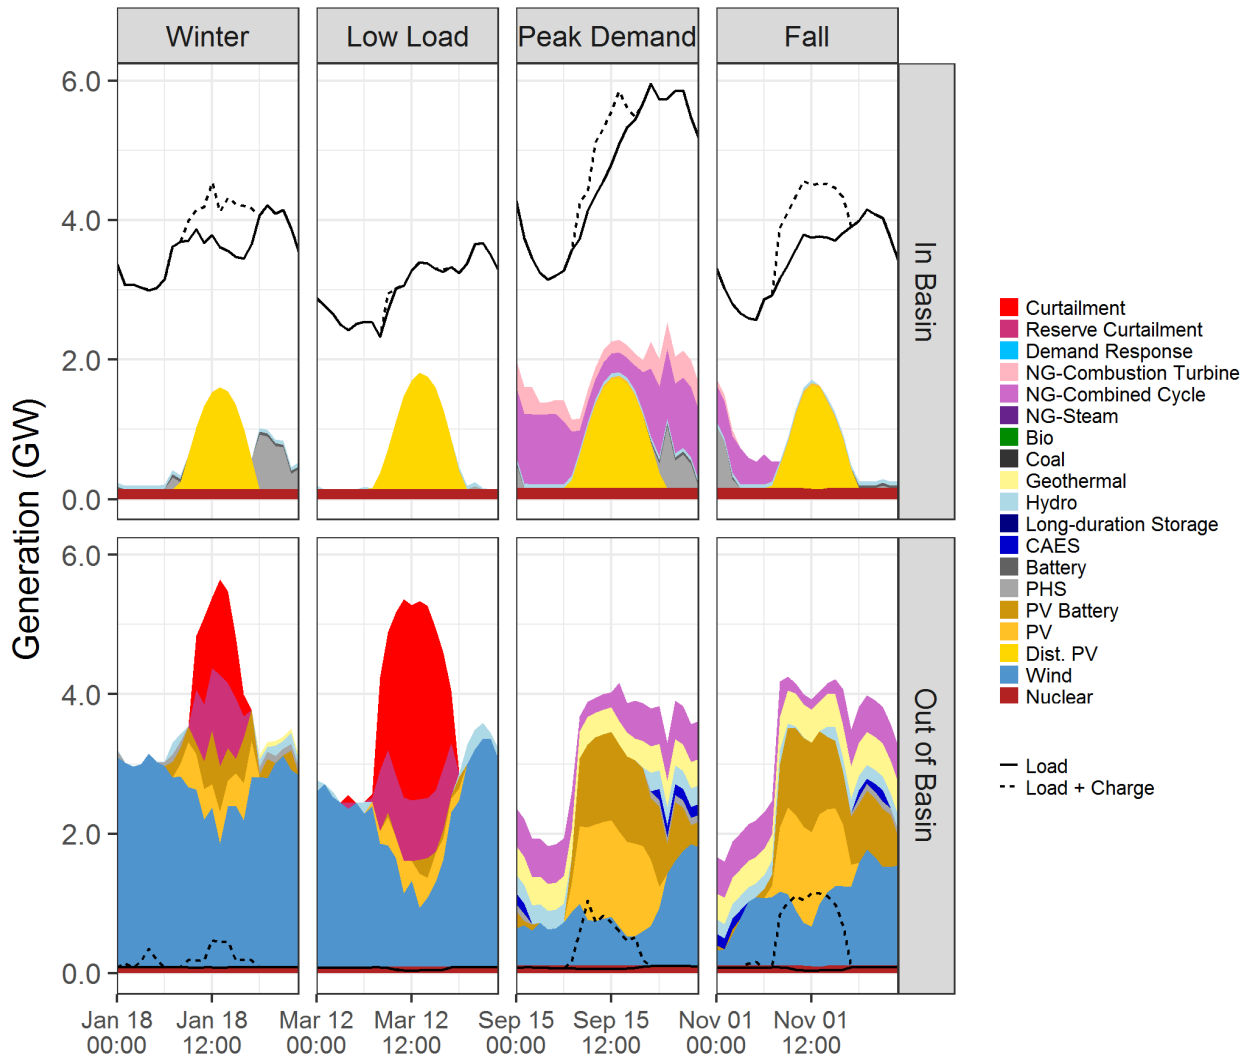 Winter
Low Load
Peak Demand
Fall
Generation (GW)
6.0
4.0
2.0
0.0
In Basin
6.0
4.0
2.0
0.0
Out of Basin
Jan 18
00:00
Jan 18
12:00
Mar 12
00:00
Mar 12
12:00
Sep 15
00:00
Sep 15
12:00
Nov 01
00:00
Nov 01
12:00
Curtailment
Reserve Curtailment
Demand Response
NG-Combustion Turbine
NG-Combined Cycle
NG-Steam
Bio
Coal
Geothermal
Hydro
Long-duration Storage
CAES
Battery
PHS
PV Battery
PV
Dist. PV
Wind
Nuclear
Load
Load + Charge